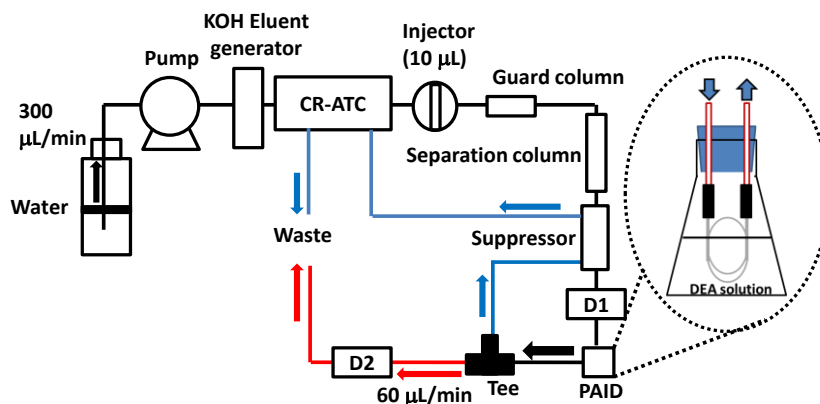 KOH Eluent
generator
Pump
Injector
(10 µL)
Guard column
CR-ATC
300
µL/min
Separation column
Water
Waste
Suppressor
DEA solution
D1
D2
Tee
PAID
60 µL/min